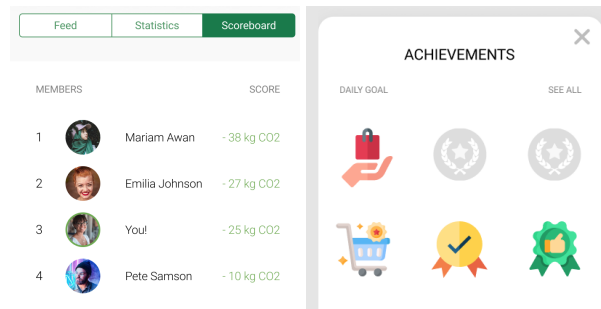 Feed Statistics Scoreboard
MEMBERS SCORE
1 Mariam Awan - 38 kg CO2
2 Emilia Johnson - 27 kg CO2
3 You! - 25 kg CO2
4 Pete Samson - 10 kg CO2
ACHIEVEMENTS
DAILY GOAL SEE ALL